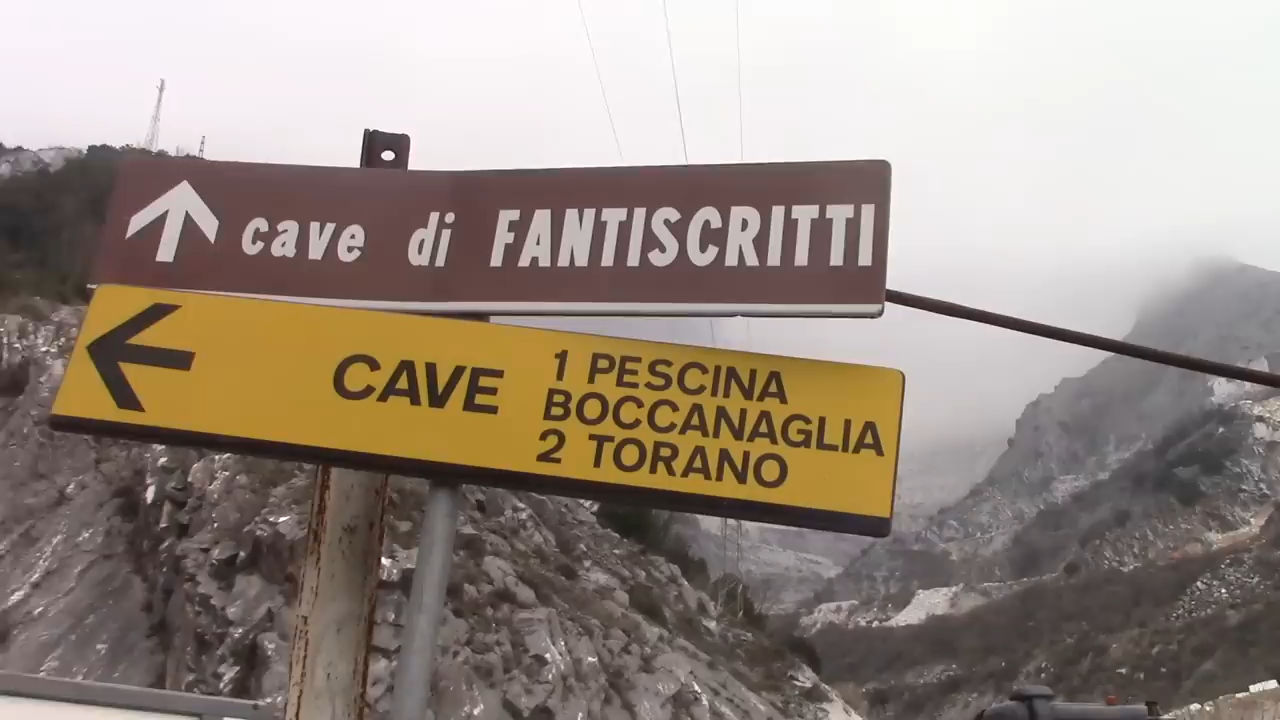 cave di FANTISCRITTI
CAVE
1 PESCINA
BOCCANAGLIA
2 TORANO